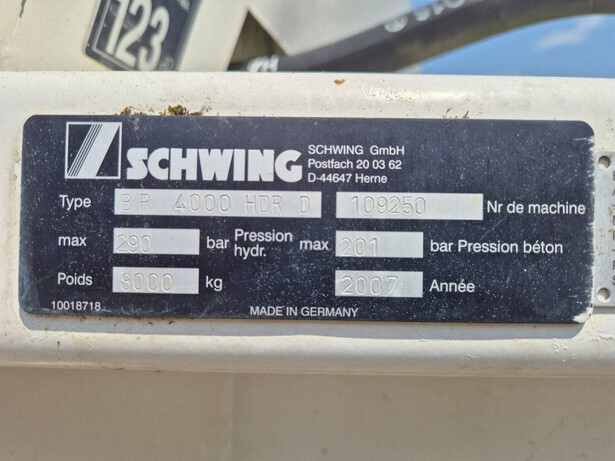 123
SCHWING
SCHWING GmbH
Postfach 20 03 62
D-44647 Herne
Type BP 4000 HDR D 109250 Nr de machine
max 290 bar Pression hydr. max 201 bar Pression béton
Poids 8000 kg 2007 Année
10018718
MADE IN GERMANY